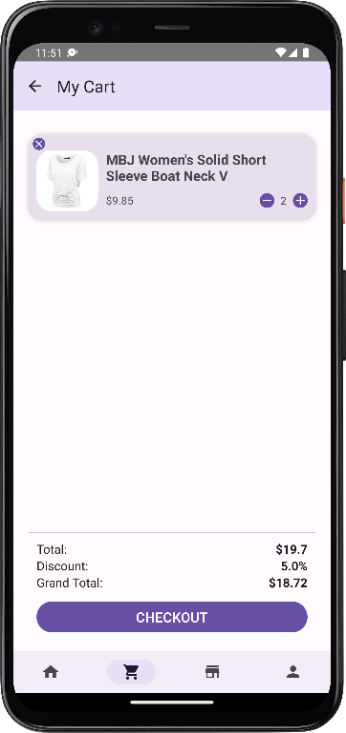 11:51
My Cart
MBJ Women's Solid Short
Sleeve Boat Neck V
$9.85
2
Total: $19.7
Discount: 5.0%
Grand Total: $18.72
CHECKOUT